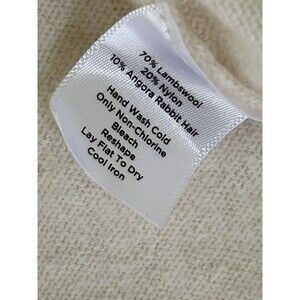 70% Lambswool
20% Nylon
10% Angora Rabbit Hair
Hand Wash Cold
Only Non-Chlorine
Bleach
Reshape
Lay Flat To Dry
Cool Iron